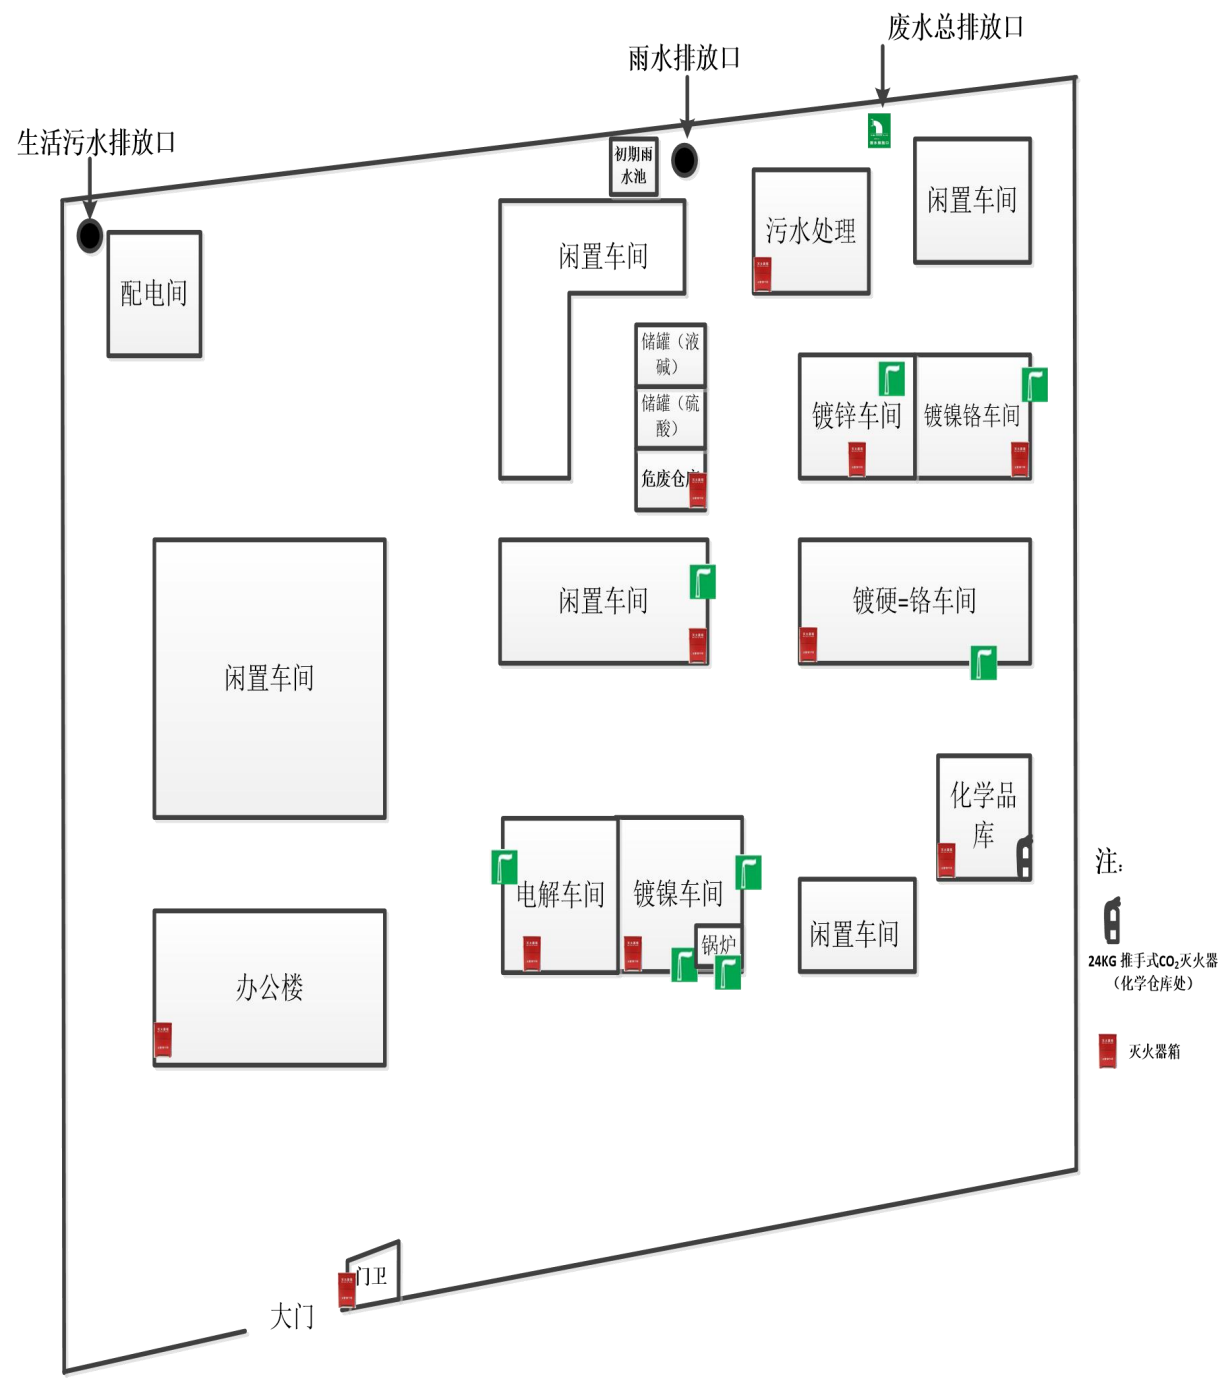 废水总排放口
雨水排放口
生活污水排放口
初期雨
水池
闲置车间
污水处理
闲置车间
配电间
储罐（液
碱）
储罐（硫
酸）
危废仓库
镀锌车间
镀镍铬车间
闲置车间
镀硬=铬车间
闲置车间
化学品
库
电解车间
镀镍车间
锅炉
闲置车间
办公楼
门卫
大门
注：
24KG 推手式CO₂灭火器
（化学仓库处）
灭火器箱